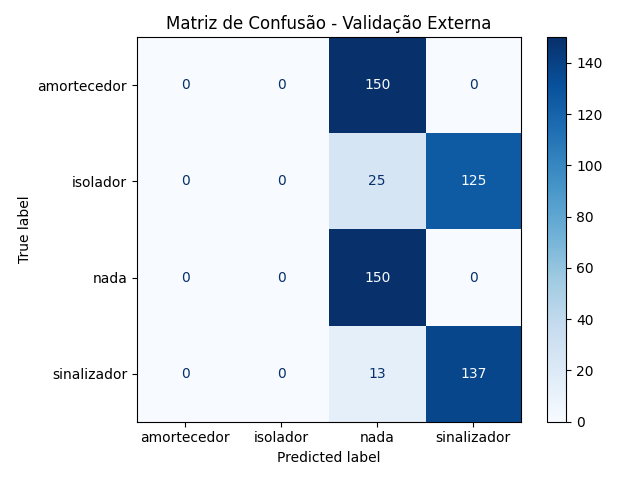 Matriz de Confusão - Validação Externa
True label
amortecedor 0 0 150 0
isolador 0 0 25 125
nada 0 0 150 0
sinalizador 0 0 13 137
amortecedor isolador nada sinalizador
Predicted label
140
120
100
80
60
40
20
0